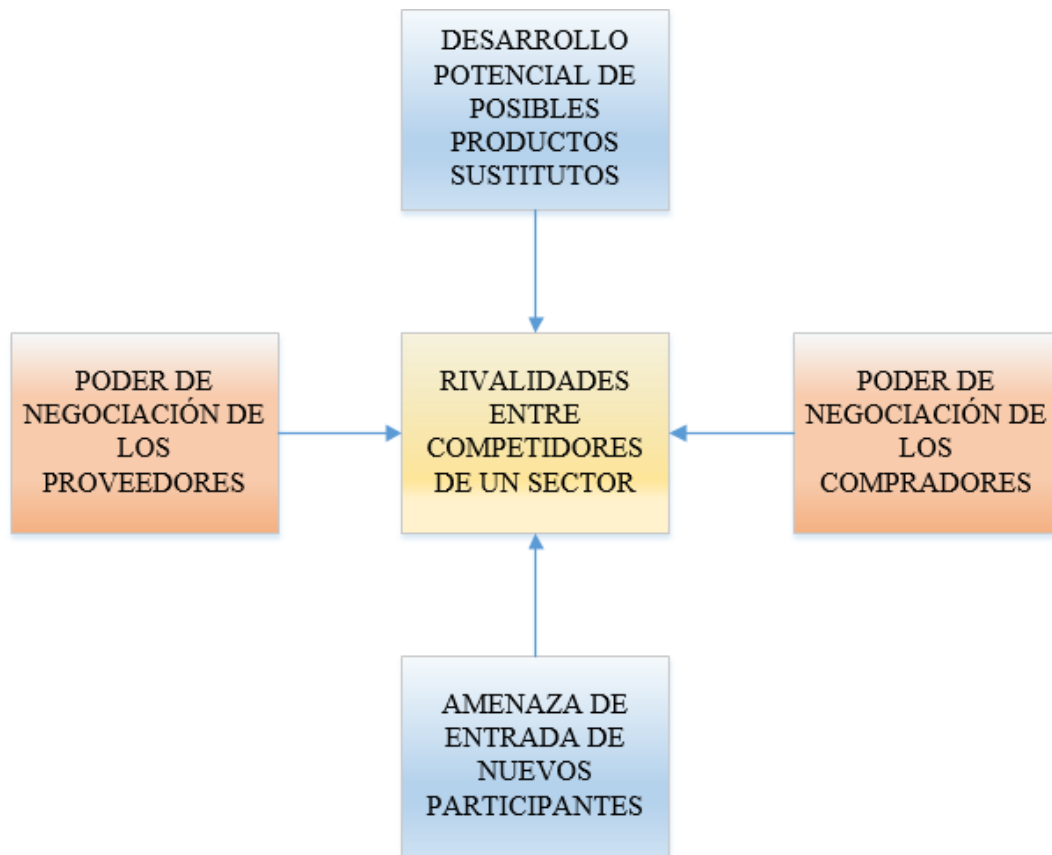 DESARROLLO
POTENCIAL DE
POSIBLES
PRODUCTOS
SUSTITUTOS
PODER DE
NEGOCIACIÓN DE
LOS
PROVEEDORES
RIVALIDADES
ENTRE
COMPETIDORES
DE UN SECTOR
PODER DE
NEGOCIACIÓN DE
LOS
COMPRADORES
AMENAZA DE
ENTRADA DE
NUEVOS
PARTICIPANTES